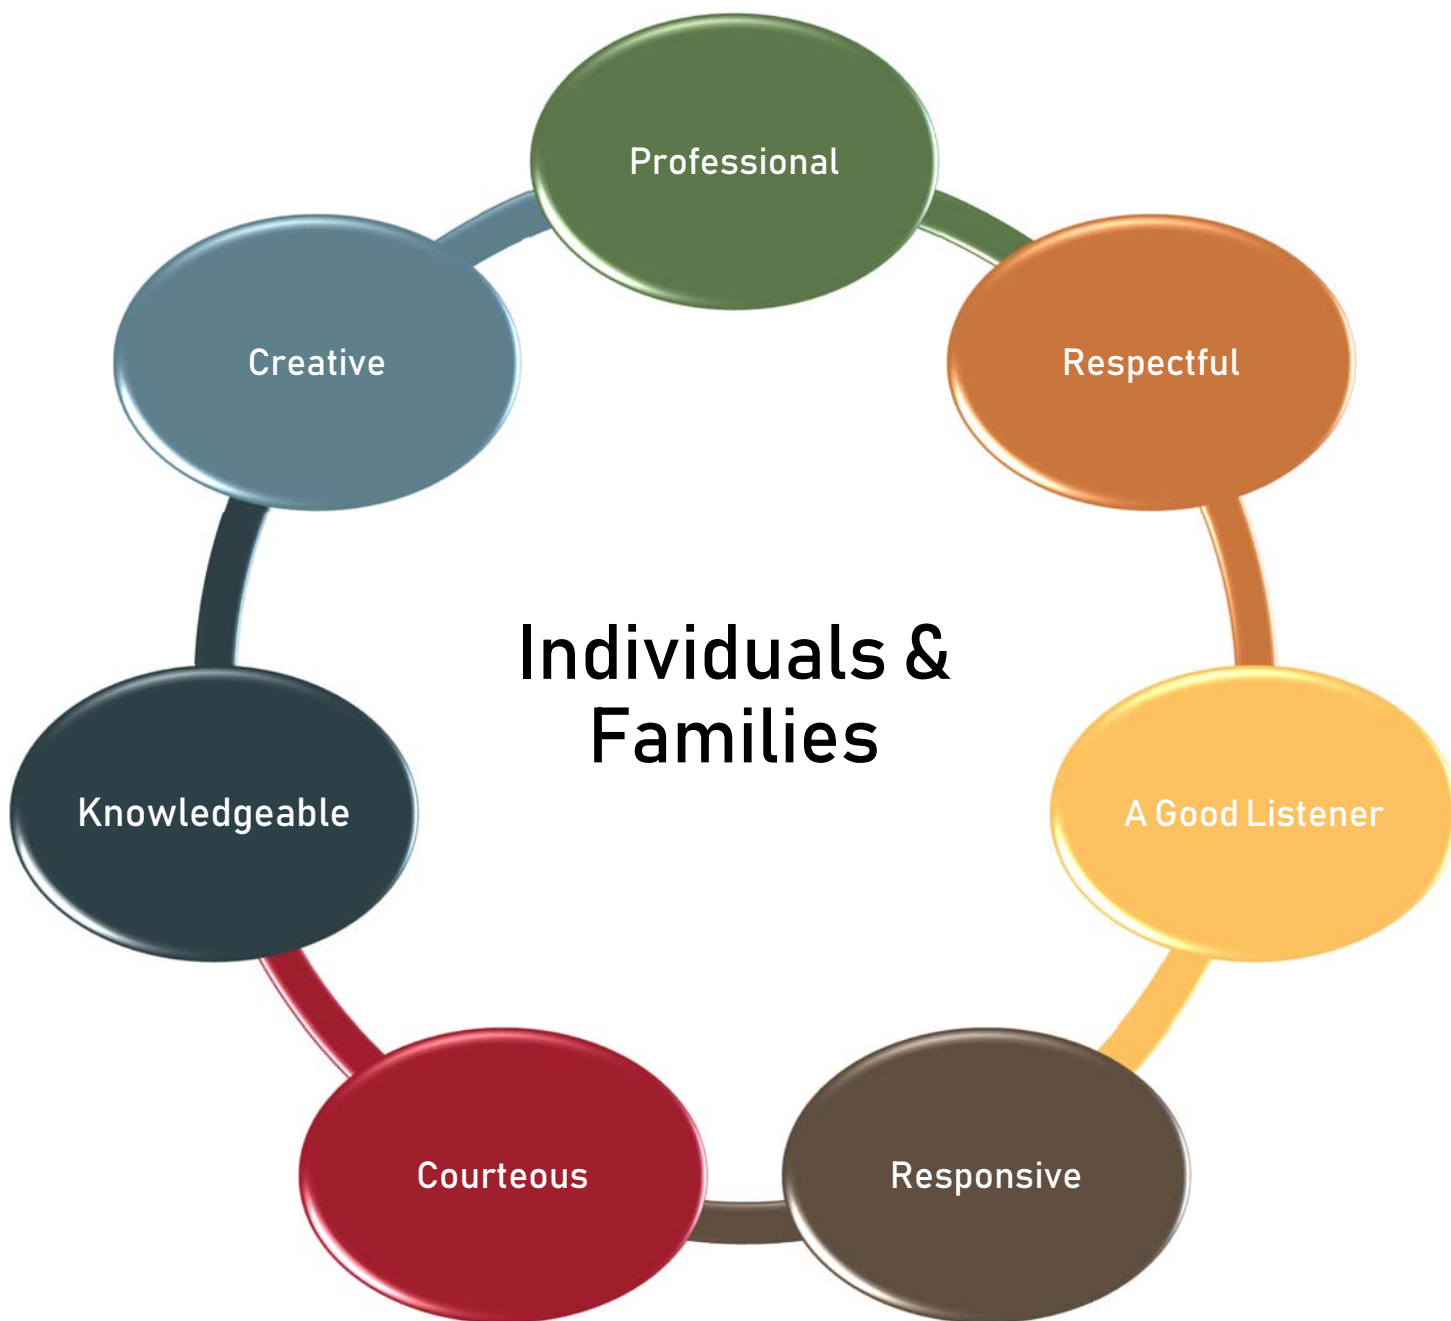 Professional
Creative
Respectful
Individuals &
Families
Knowledgeable
A Good Listener
Courteous
Responsive